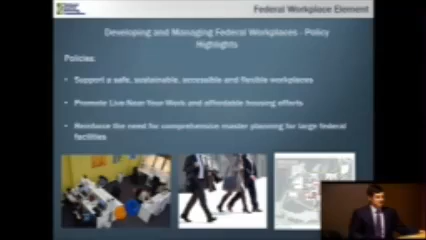 Federal Workplace Element
Developing and Managing Federal Workplaces - Policy
Highlights
Policies:
• Support a safe, sustainable, accessible and flexible workplaces
• Promote Live Near Your Work and affordable housing efforts
• Reinforce the need for comprehensive master planning for large federal
facilities